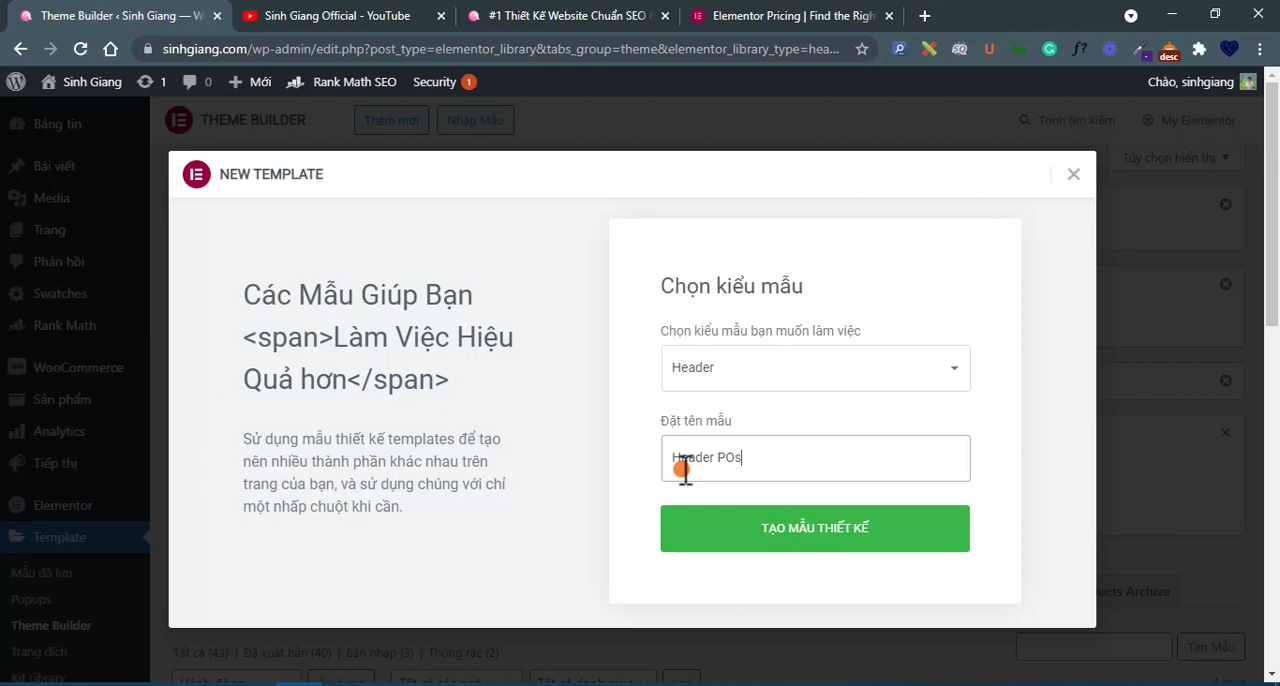 Theme Builder ‹ Sinh Giang — W
Sinh Giang Official - YouTube
#1 Thiết Kế Website Chuẩn SEO &
Elementor Pricing | Find the Righ
sinhgiang.com/wp-admin/edit.php?post_type=elementor_library&tabs_group=theme&elementor_library_type=hea...
desc
Sinh Giang
1
0
Mới
Rank Math SEO
Security 1
Chào, sinhgiang
Bảng tin
Bài viết
Media
Trang
Phản hồi
Swatches
Rank Math
WooCommerce
Sản phẩm
Analytics
Tiếp thị
Elementor
Template
Mẫu đã lưu
Popups
Theme Builder
Trang đích
Kit Library
THEME BUILDER
Thêm mới
Nhập Mẫu
Trình tìm kiếm
My Elementor
Tùy chọn hiển thị
NEW TEMPLATE
Các Mẫu Giúp Bạn
<span>Làm Việc Hiệu
Quả hơn</span>
Sử dụng mẫu thiết kế templates để tạo
nên nhiều thành phần khác nhau trên
trang của bạn, và sử dụng chúng với chỉ
một nhấp chuột khi cần.
Chọn kiểu mẫu
Chọn kiểu mẫu bạn muốn làm việc
Header
Đặt tên mẫu
Header POs
TẠO MẪU THIẾT KẾ
ucts Archive
Tất cả (43) | Đã xuất bản (40) | Bản nháp (3) | Thùng rác (2)
Tìm Mẫu